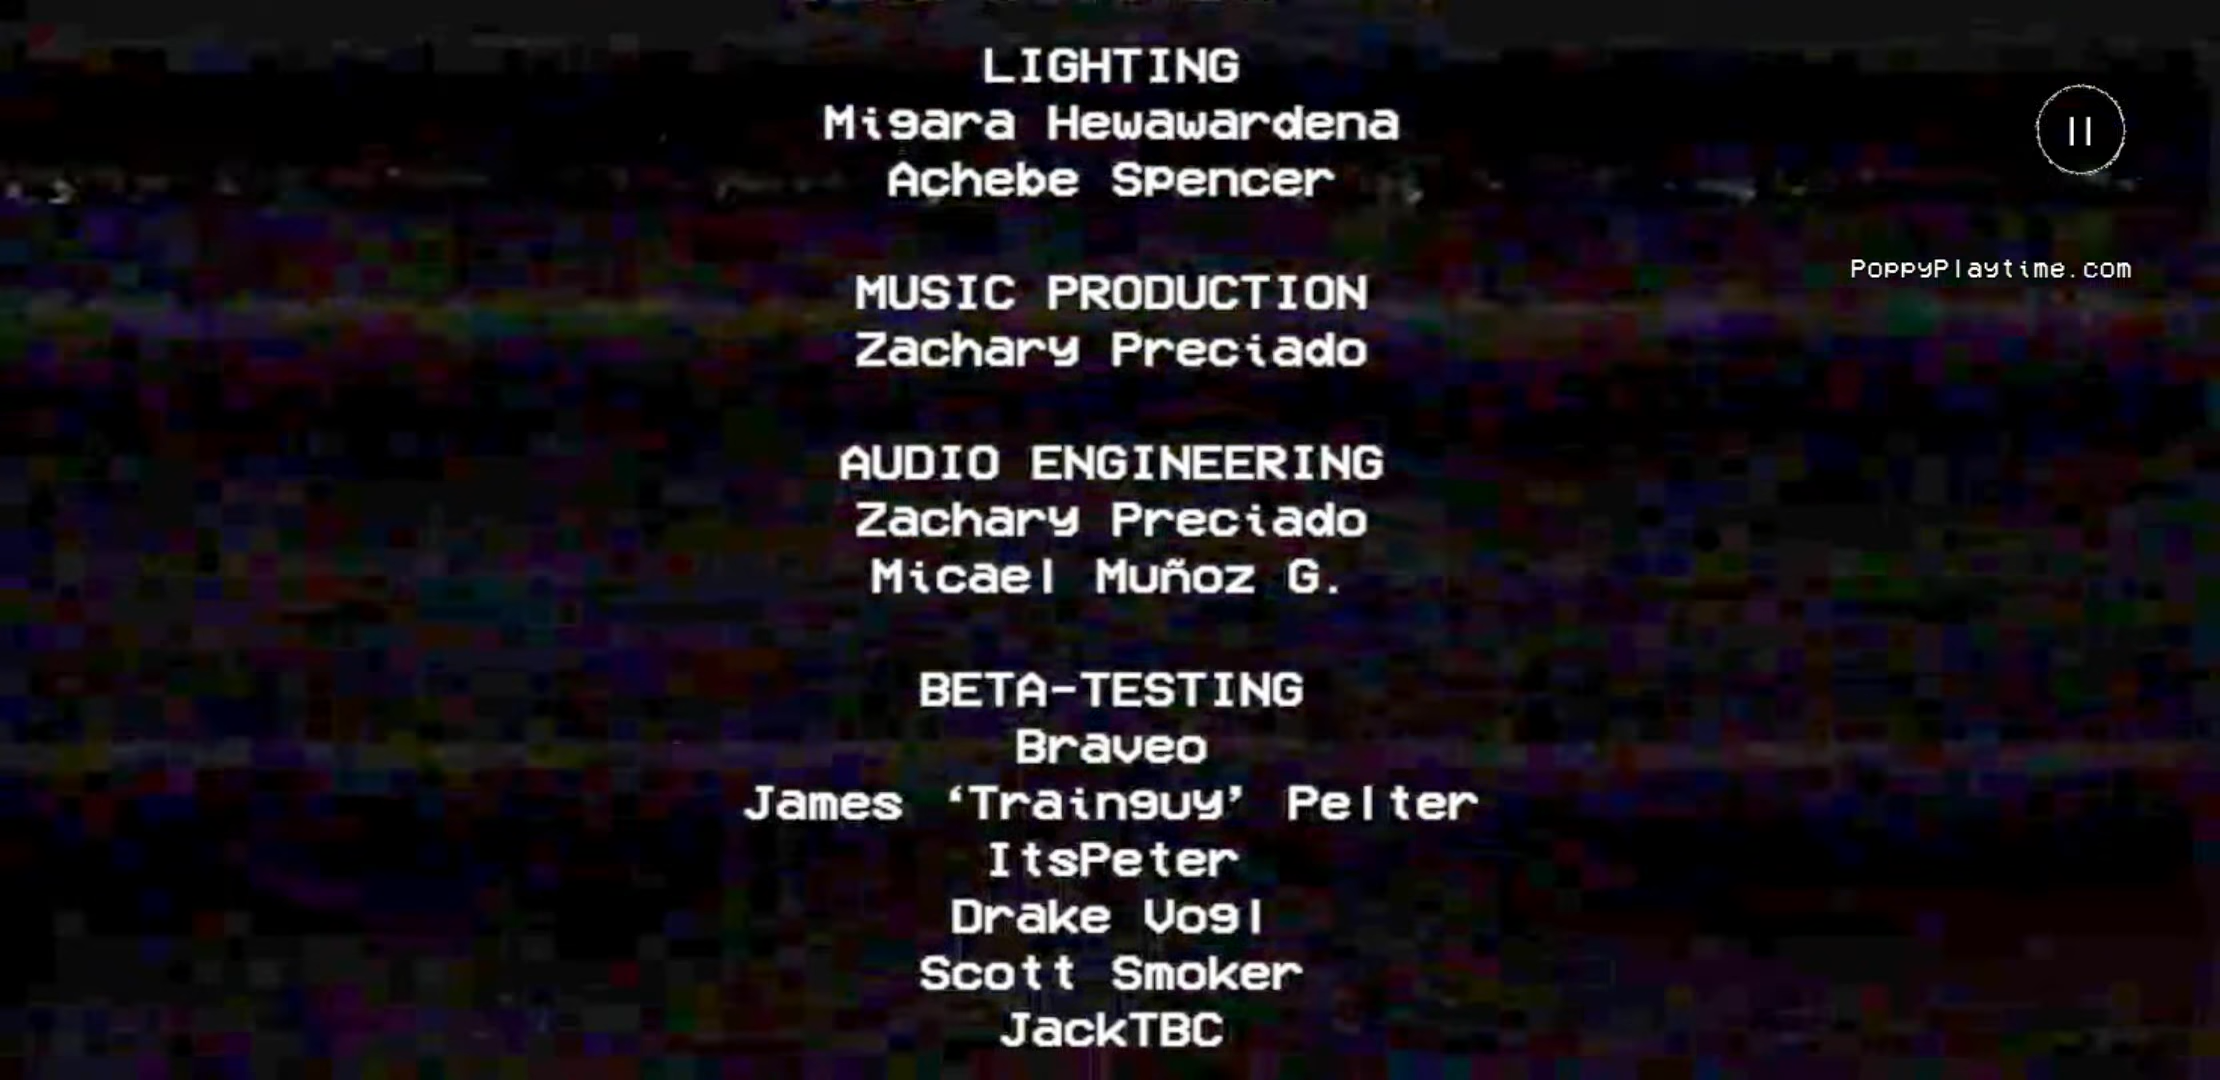 LIGHTING
Migara Hewawardena
Achebe Spencer
PoppyPlaytime.com
MUSIC PRODUCTION
Zachary Preciado
AUDIO ENGINEERING
Zachary Preciado
Micael Muñoz G.
BETA-TESTING
Braveo
James ‘Trainguy’ Pelter
ItsPeter
Drake Vogl
Scott Smoker
JackTBC